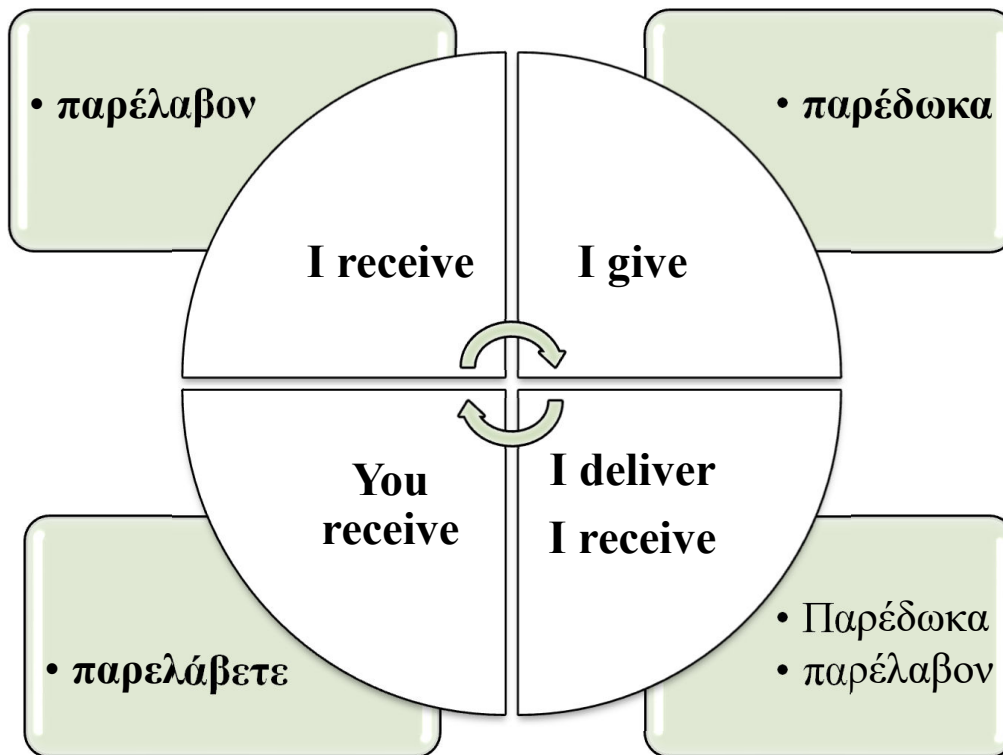 • παρέλαβον
• παρέδωκα
I receive
I give
You
receive
I deliver
I receive
• παρελάβετε
• Παρέδωκα
• παρέλαβον